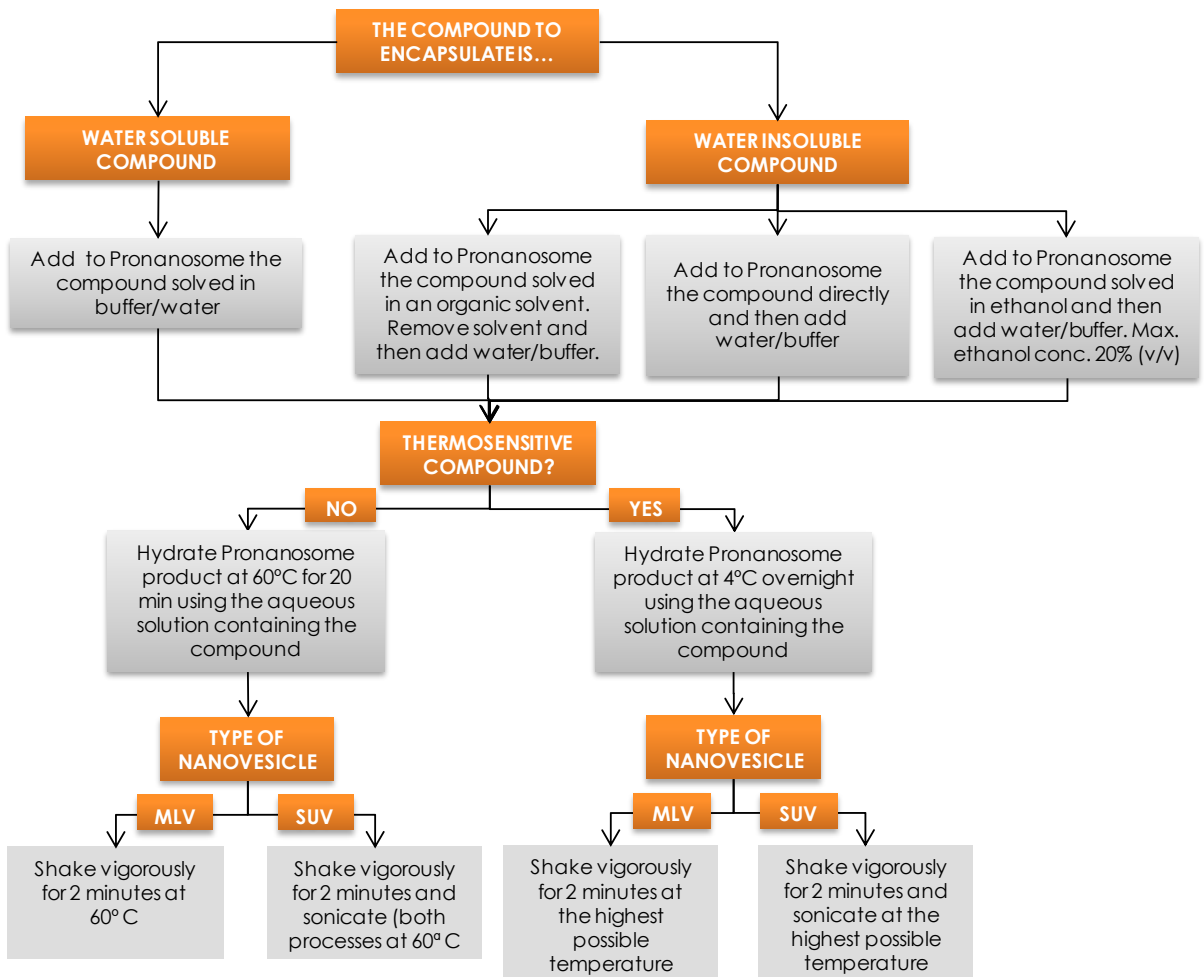 THE COMPOUND TO
ENCAPSULATE IS...
WATER SOLUBLE
COMPOUND
WATER INSOLUBLE
COMPOUND
Add to Pronanosome the
compound solved in
buffer/water
Add to Pronanosome
the compound solved
in an organic solvent.
Remove solvent and
then add water/buffer.
Add to Pronanosome
the compound directly
and then add
water/buffer
Add to Pronanosome
the compound solved
in ethanol and then
add water/buffer. Max.
ethanol conc. 20% (v/v)
THERMOSENSITIVE
COMPOUND?
NO
YES
Hydrate Pronanosome
product at 60ºC for 20
min using the aqueous
solution containing the
compound
Hydrate Pronanosome
product at 4ºC overnight
using the aqueous
solution containing the
compound
TYPE OF
NANOVESICLE
TYPE OF
NANOVESICLE
MLV
SUV
MLV
SUV
Shake vigorously
for 2 minutes at
60º C
Shake vigorously
for 2 minutes and
sonicate (both
processes at 60ª C
Shake vigorously
for 2 minutes at
the highest
possible
temperature
Shake vigorously
for 2 minutes and
sonicate at the
highest possible
temperature